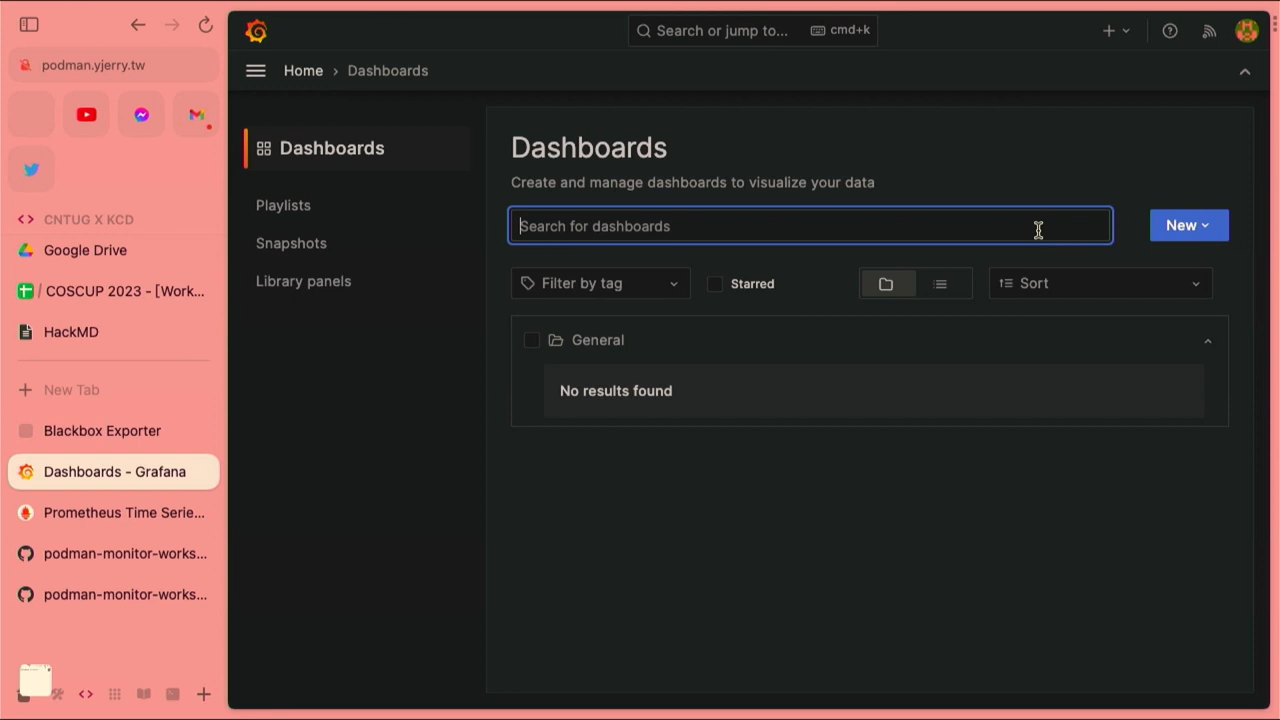 podman.yjerry.tw
CNTUG X KCD
Google Drive
/ COSCUP 2023 - [Work...
HackMD
New Tab
Blackbox Exporter
Dashboards - Grafana
Prometheus Time Serie...
podman-monitor-works...
podman-monitor-works...
Search or jump to... cmd+k
Home › Dashboards
Dashboards
Playlists
Snapshots
Library panels
Dashboards
Create and manage dashboards to visualize your data
Search for dashboards
New
Filter by tag
Starred
Sort
General
No results found